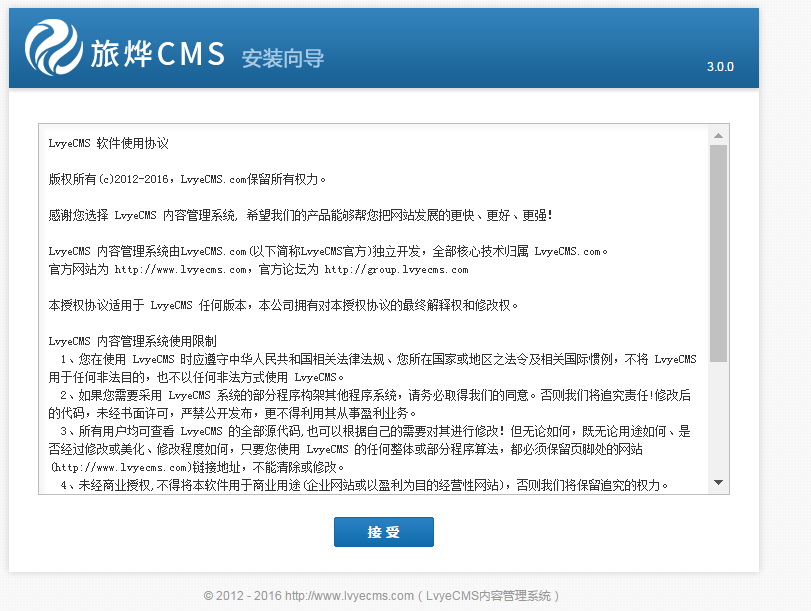 旅烨CMS 安装向导
3.0.0
LvyeCMS 软件使用协议
版权所有(c)2012-2016，LvyeCMS.com保留所有权力。
感谢您选择 LvyeCMS 内容管理系统, 希望我们的产品能够帮您把网站发展的更快、更好、更强！
LvyeCMS 内容管理系统由LvyeCMS.com(以下简称LvyeCMS官方)独立开发，全部核心技术归属 LvyeCMS.com。
官方网站为 http://www.lvyecms.com，官方论坛为 http://group.lvyecms.com
本授权协议适用于 LvyeCMS 任何版本，本公司拥有对本授权协议的最终解释权和修改权。
LvyeCMS 内容管理系统使用限制
1、您在使用 LvyeCMS 时应遵守中华人民共和国相关法律法规、您所在国家或地区之法令及相关国际惯例，不将 LvyeCMS
用于任何非法目的，也不以任何非法方式使用 LvyeCMS。
2、如果您需要采用 LvyeCMS 系统的部分程序构架其他程序系统，请务必取得我们的同意。否则我们将追究责任!修改后
的代码，未经书面许可，严禁公开发布，更不得利用其从事盈利业务。
3、所有用户均可查看 LvyeCMS 的全部源代码,也可以根据自己的需要对其进行修改！但无论如何，既无论用途如何、是
否经过修改或美化、修改程度如何，只要您使用 LvyeCMS 的任何整体或部分程序算法，都必须保留页脚处的网站
(http://www.lvyecms.com)链接地址，不能清除或修改。
4、未经商业授权,不得将本软件用于商业用途(企业网站或以盈利为目的经营性网站)，否则我们将保留追究的权力。
接 受
© 2012 - 2016 http://www.lvyecms.com（ LvyeCMS内容管理系统 ）